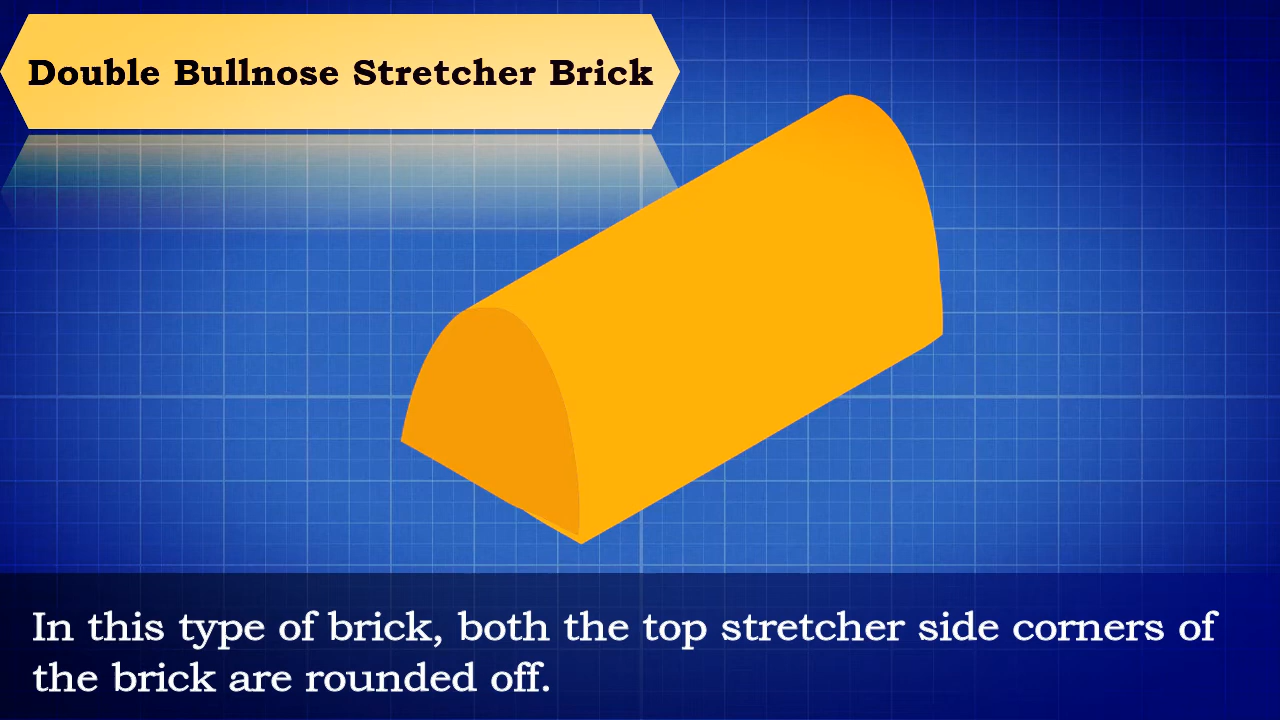 Double Bullnose Stretcher Brick
In this type of brick, both the top stretcher side corners of
the brick are rounded off.